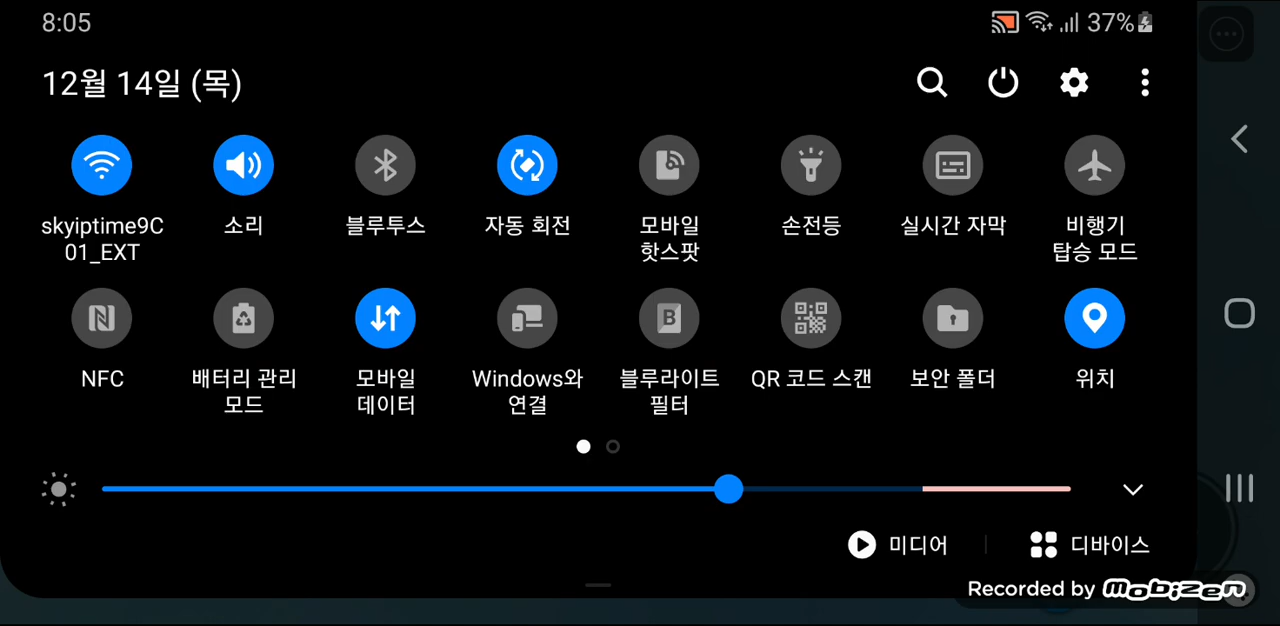 8:05
37%
12월 14일 (목)
skyiptime9C
01_EXT
소리
블루투스
자동 회전
모바일
핫스팟
손전등
실시간 자막
비행기
탑승 모드
NFC
배터리 관리
모드
모바일
데이터
Windows와
연결
B
블루라이트
필터
QR 코드 스캔
보안 폴더
위치
미디어
디바이스
Recorded by Mobizen